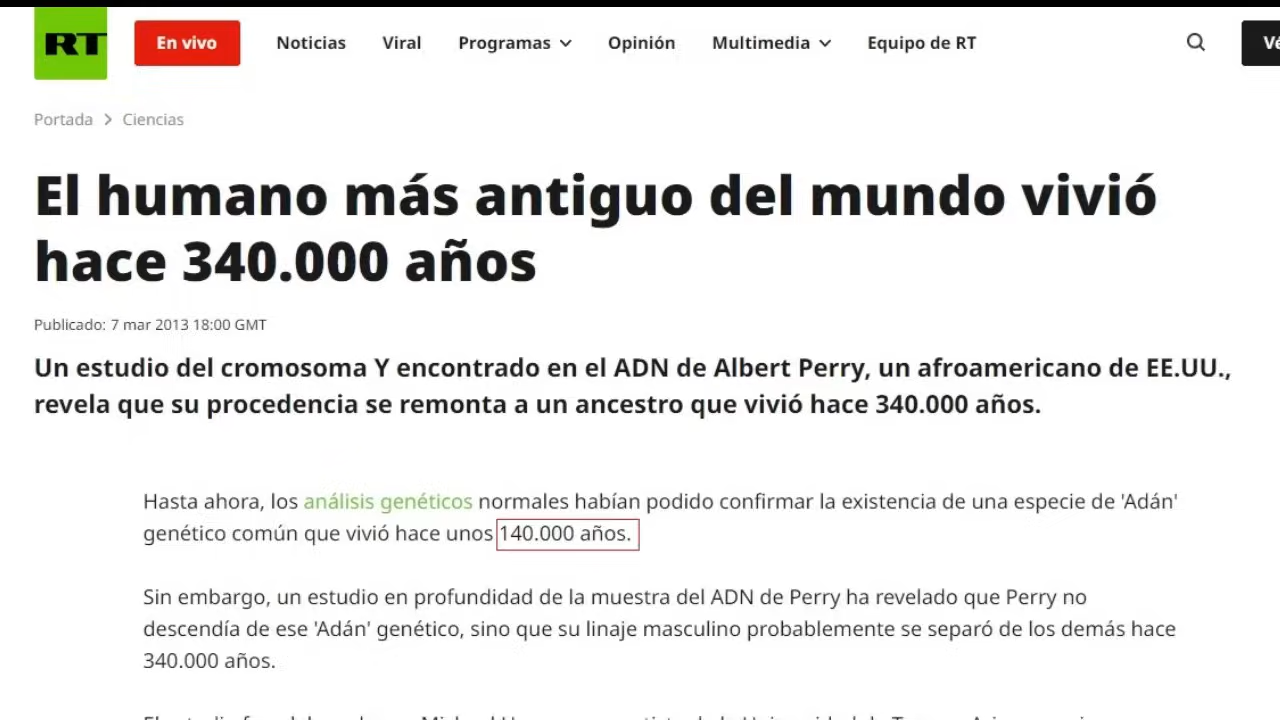 RT
En vivo
Noticias
Viral
Programas
Opinión
Multimedia
Equipo de RT
Portada > Ciencias
El humano más antiguo del mundo vivió
hace 340.000 años
Publicado: 7 mar 2013 18:00 GMT
Un estudio del cromosoma Y encontrado en el ADN de Albert Perry, un afroamericano de EE.UU.,
revela que su procedencia se remonta a un ancestro que vivió hace 340.000 años.
Hasta ahora, los análisis genéticos normales habían podido confirmar la existencia de una especie de 'Adán'
genético común que vivió hace unos 140.000 años.
Sin embargo, un estudio en profundidad de la muestra del ADN de Perry ha revelado que Perry no
descendía de ese 'Adán' genético, sino que su linaje masculino probablemente se separó de los demás hace
340.000 años.